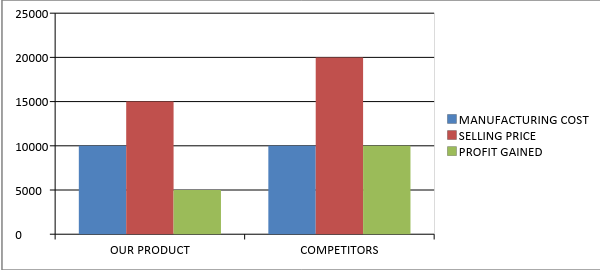 25000
20000
15000
10000
5000
0
OUR PRODUCT
COMPETITORS
MANUFACTURING COST
SELLING PRICE
PROFIT GAINED